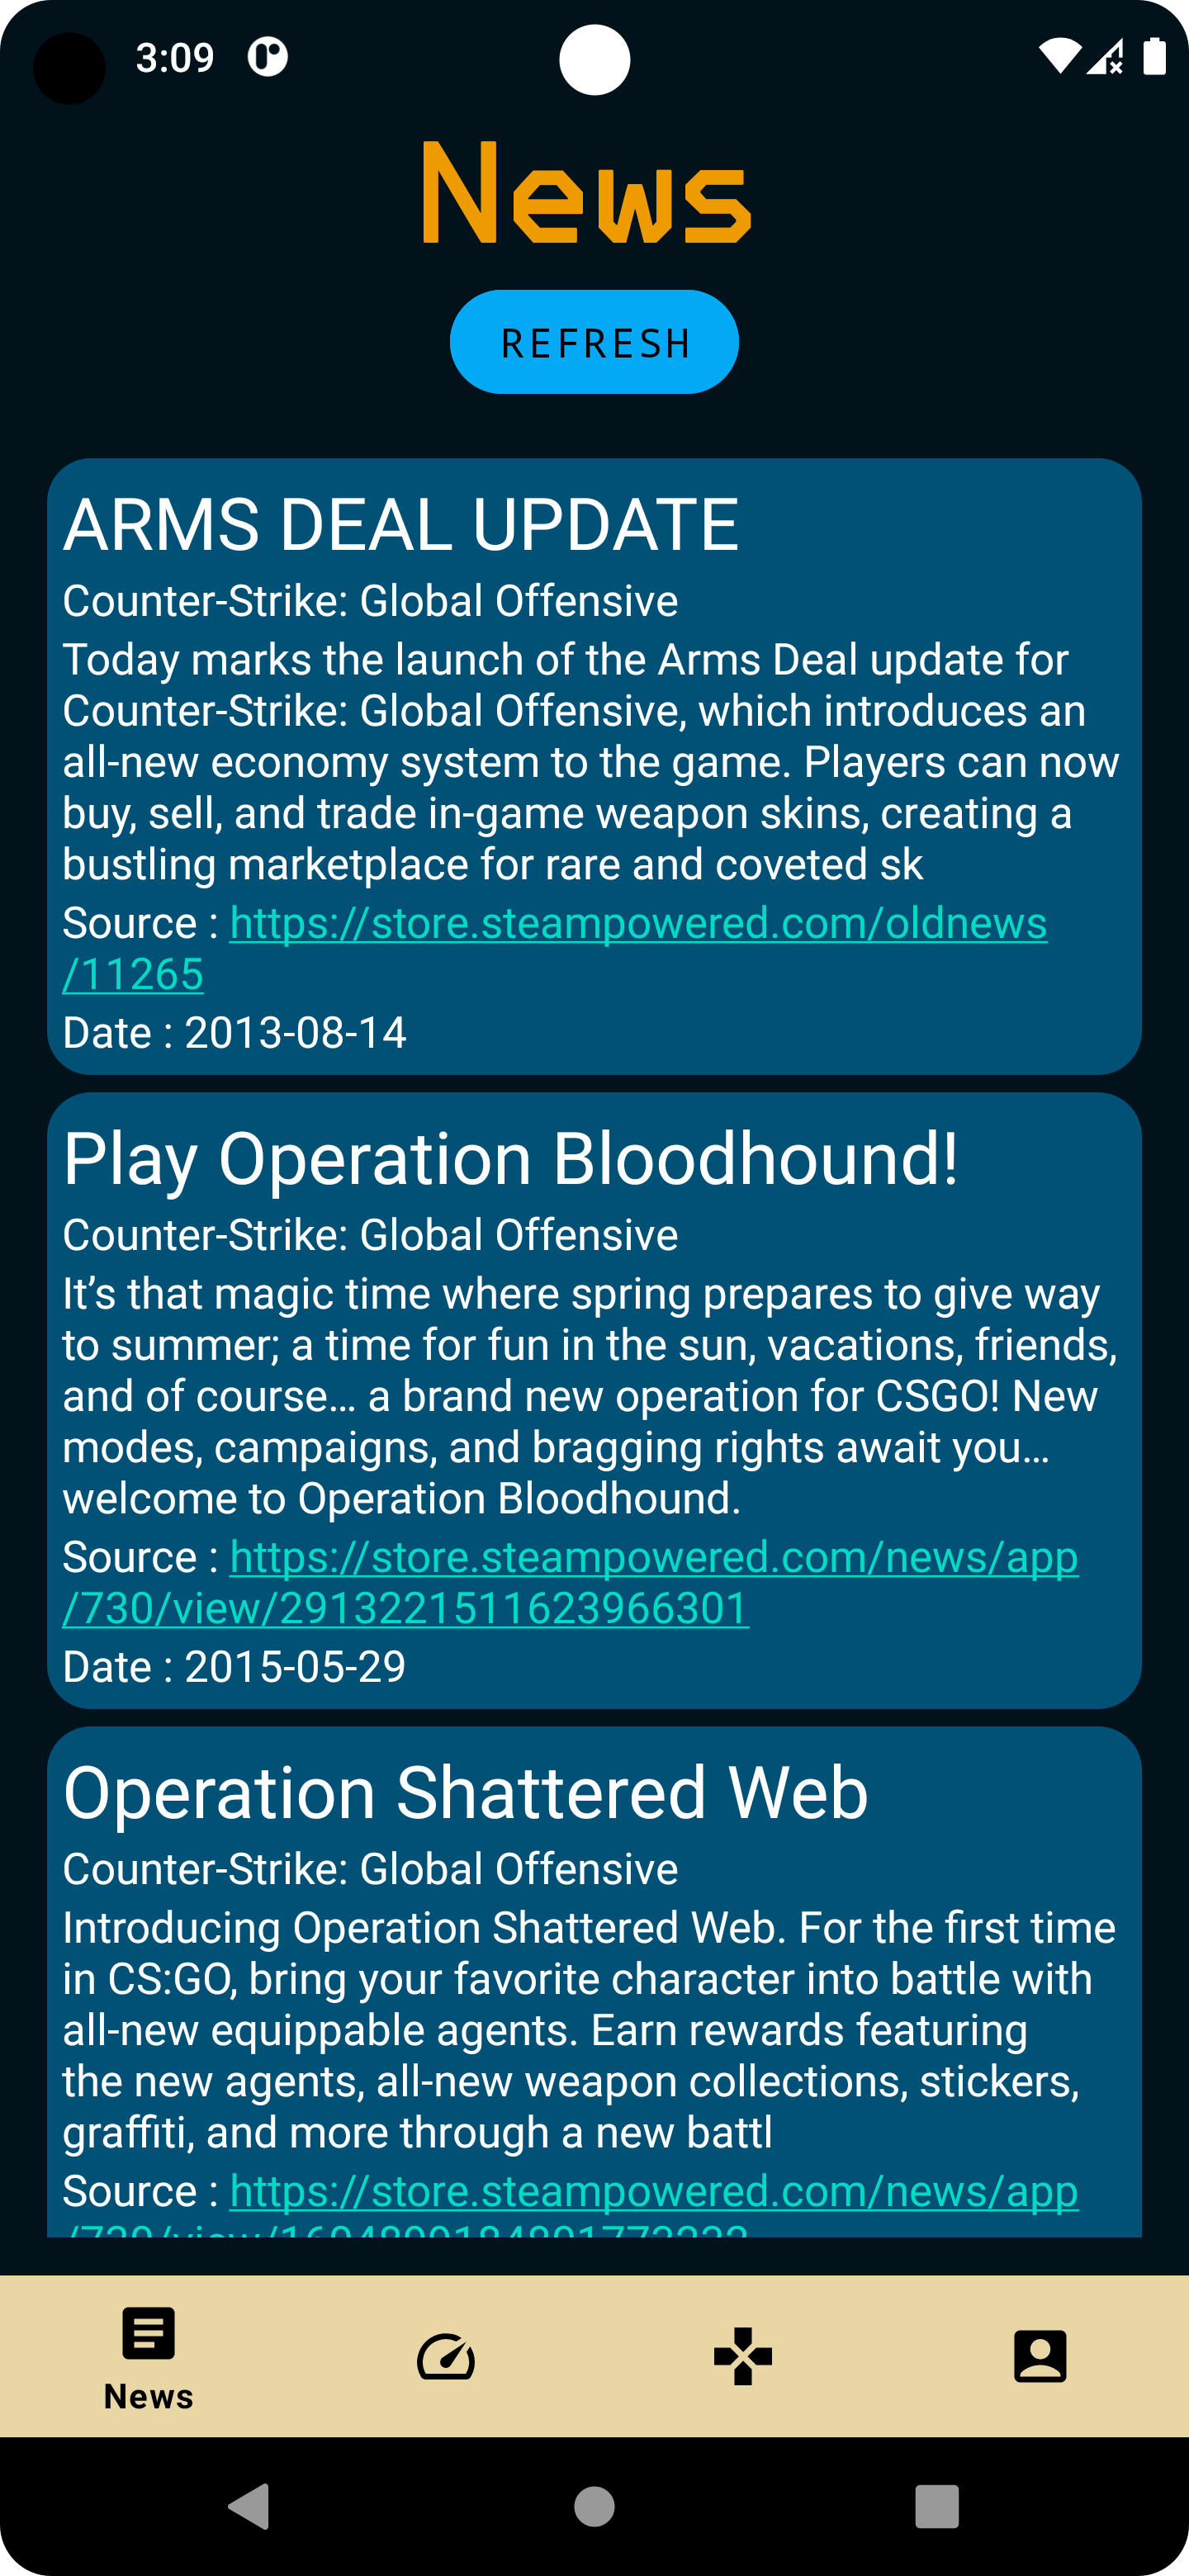 3:09
News
REFRESH
ARMS DEAL UPDATE
Counter-Strike: Global Offensive
Today marks the launch of the Arms Deal update for
Counter-Strike: Global Offensive, which introduces an
all-new economy system to the game. Players can now
buy, sell, and trade in-game weapon skins, creating a
bustling marketplace for rare and coveted sk
Source : https://store.steampowered.com/oldnews
/11265
Date : 2013-08-14
Play Operation Bloodhound!
Counter-Strike: Global Offensive
It’s that magic time where spring prepares to give way
to summer; a time for fun in the sun, vacations, friends,
and of course… a brand new operation for CSGO! New
modes, campaigns, and bragging rights await you…
welcome to Operation Bloodhound.
Source : https://store.steampowered.com/news/app
/730/view/2913221511623966301
Date : 2015-05-29
Operation Shattered Web
Counter-Strike: Global Offensive
Introducing Operation Shattered Web. For the first time
in CS:GO, bring your favorite character into battle with
all-new equippable agents. Earn rewards featuring
the new agents, all-new weapon collections, stickers,
graffiti, and more through a new battl
Source : https://store.steampowered.com/news/app
News